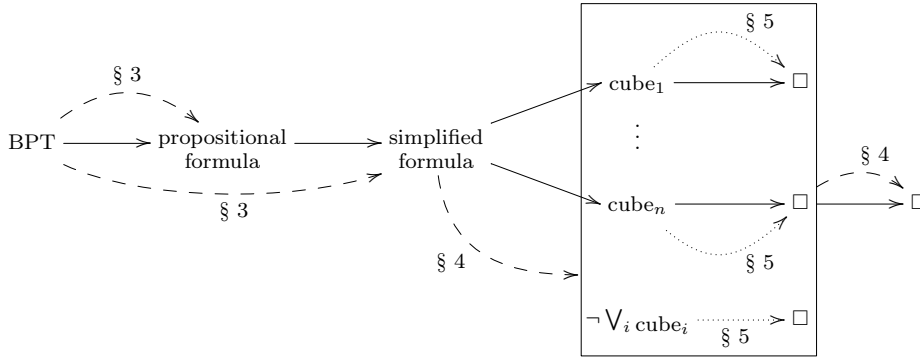 § 5
§ 3
cube₁ □
BPT propositional formula simplified formula
⋮
§ 4
§ 3
cubeₙ □ □
§ 4
§ 5
¬ ⋁ᵢ cubeᵢ □
§ 5